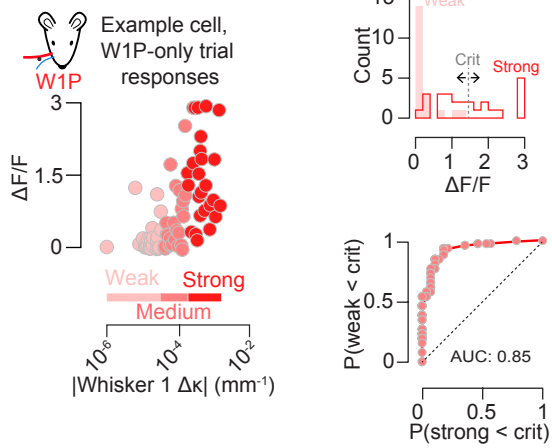 Example cell,
W1P-only trial
responses
W1P
3
1.5
0
ΔF/F
Weak
Strong
Medium
10⁻⁶
10⁻⁴
10⁻²
|Whisker 1 Δκ| (mm⁻¹)
Weak
Crit
Strong
10
5
0
Count
0
1
2
3
ΔF/F
1
0.5
0
P(weak < crit)
AUC: 0.85
0
0.5
1
P(strong < crit)